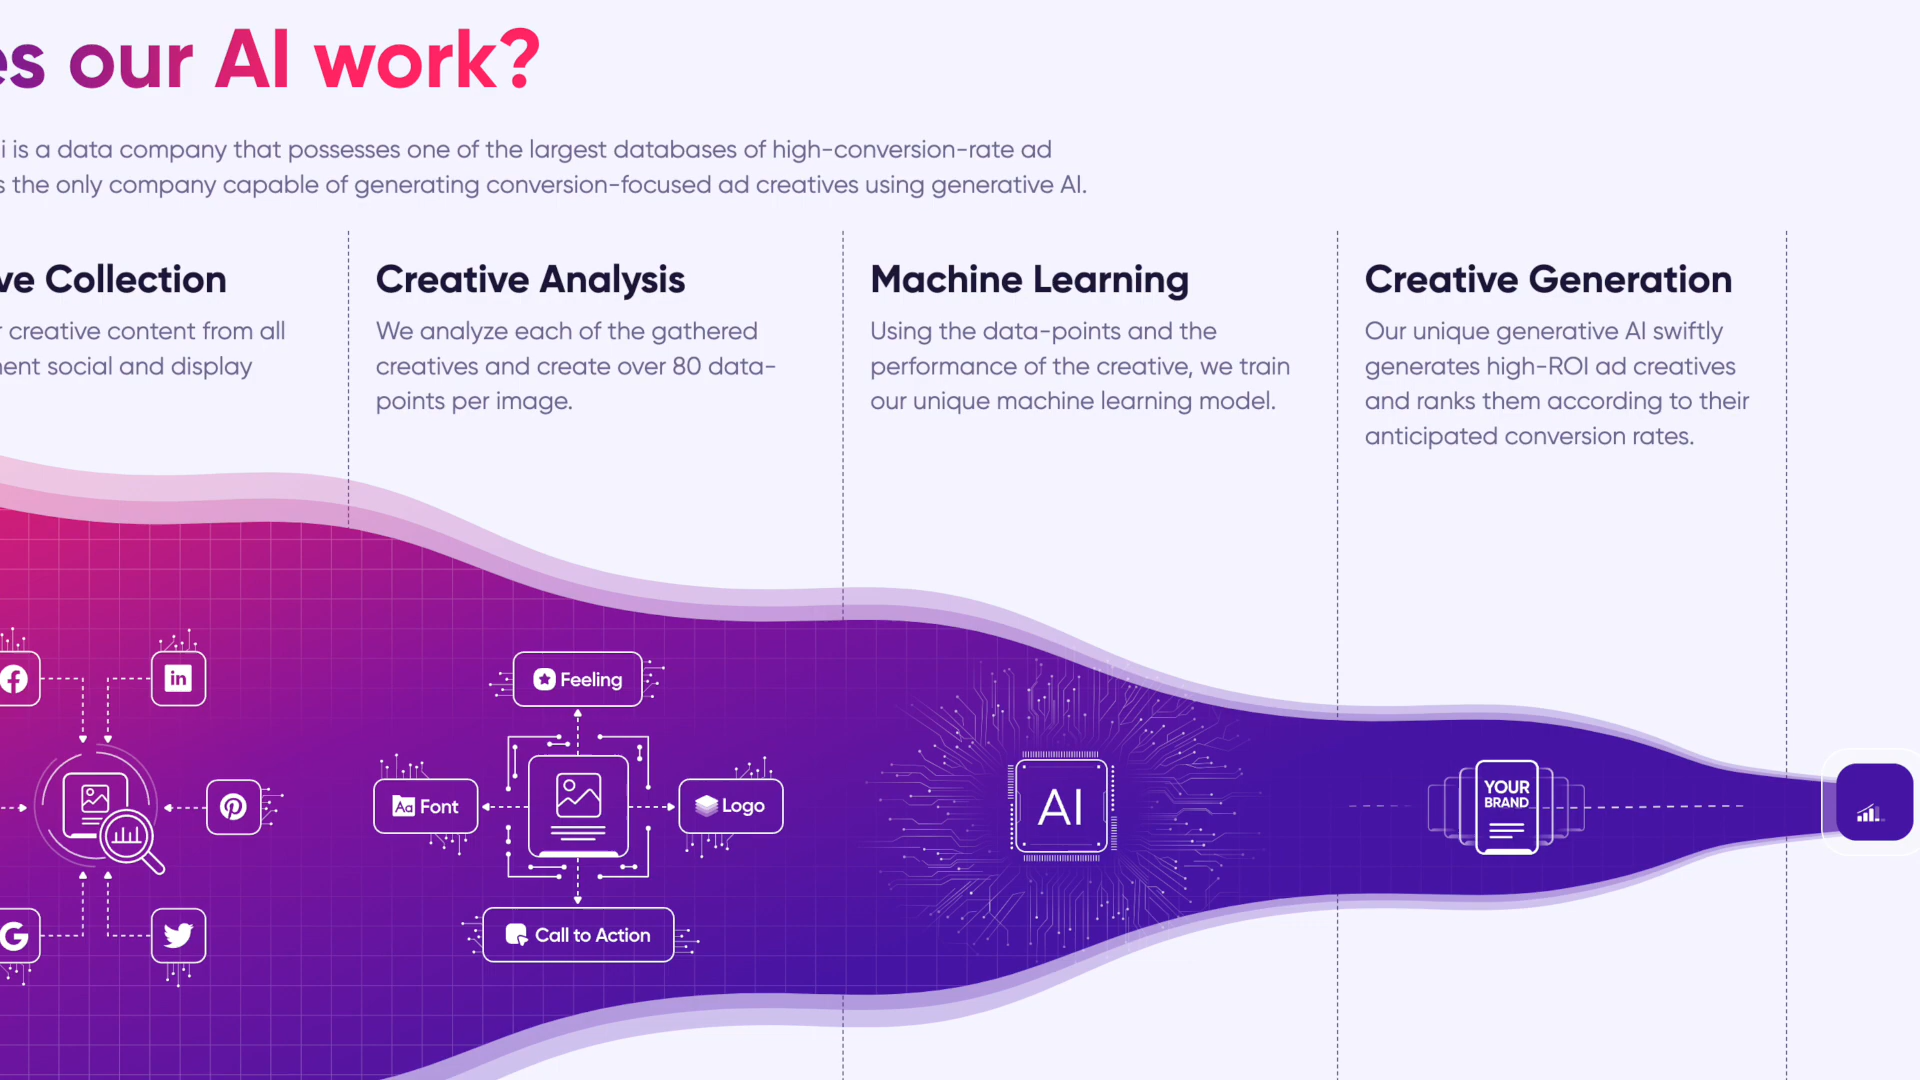 es our AI work?
i is a data company that possesses one of the largest databases of high-conversion-rate ad
s the only company capable of generating conversion-focused ad creatives using generative AI.
ve Collection
r creative content from all
ent social and display
Creative Analysis
We analyze each of the gathered
creatives and create over 80 data-
points per image.
Machine Learning
Using the data-points and the
performance of the creative, we train
our unique machine learning model.
Creative Generation
Our unique generative AI swiftly
generates high-ROI ad creatives
and ranks them according to their
anticipated conversion rates.
in
Feeling
Aa Font
Logo
Call to Action
AI
YOUR
BRAND
G